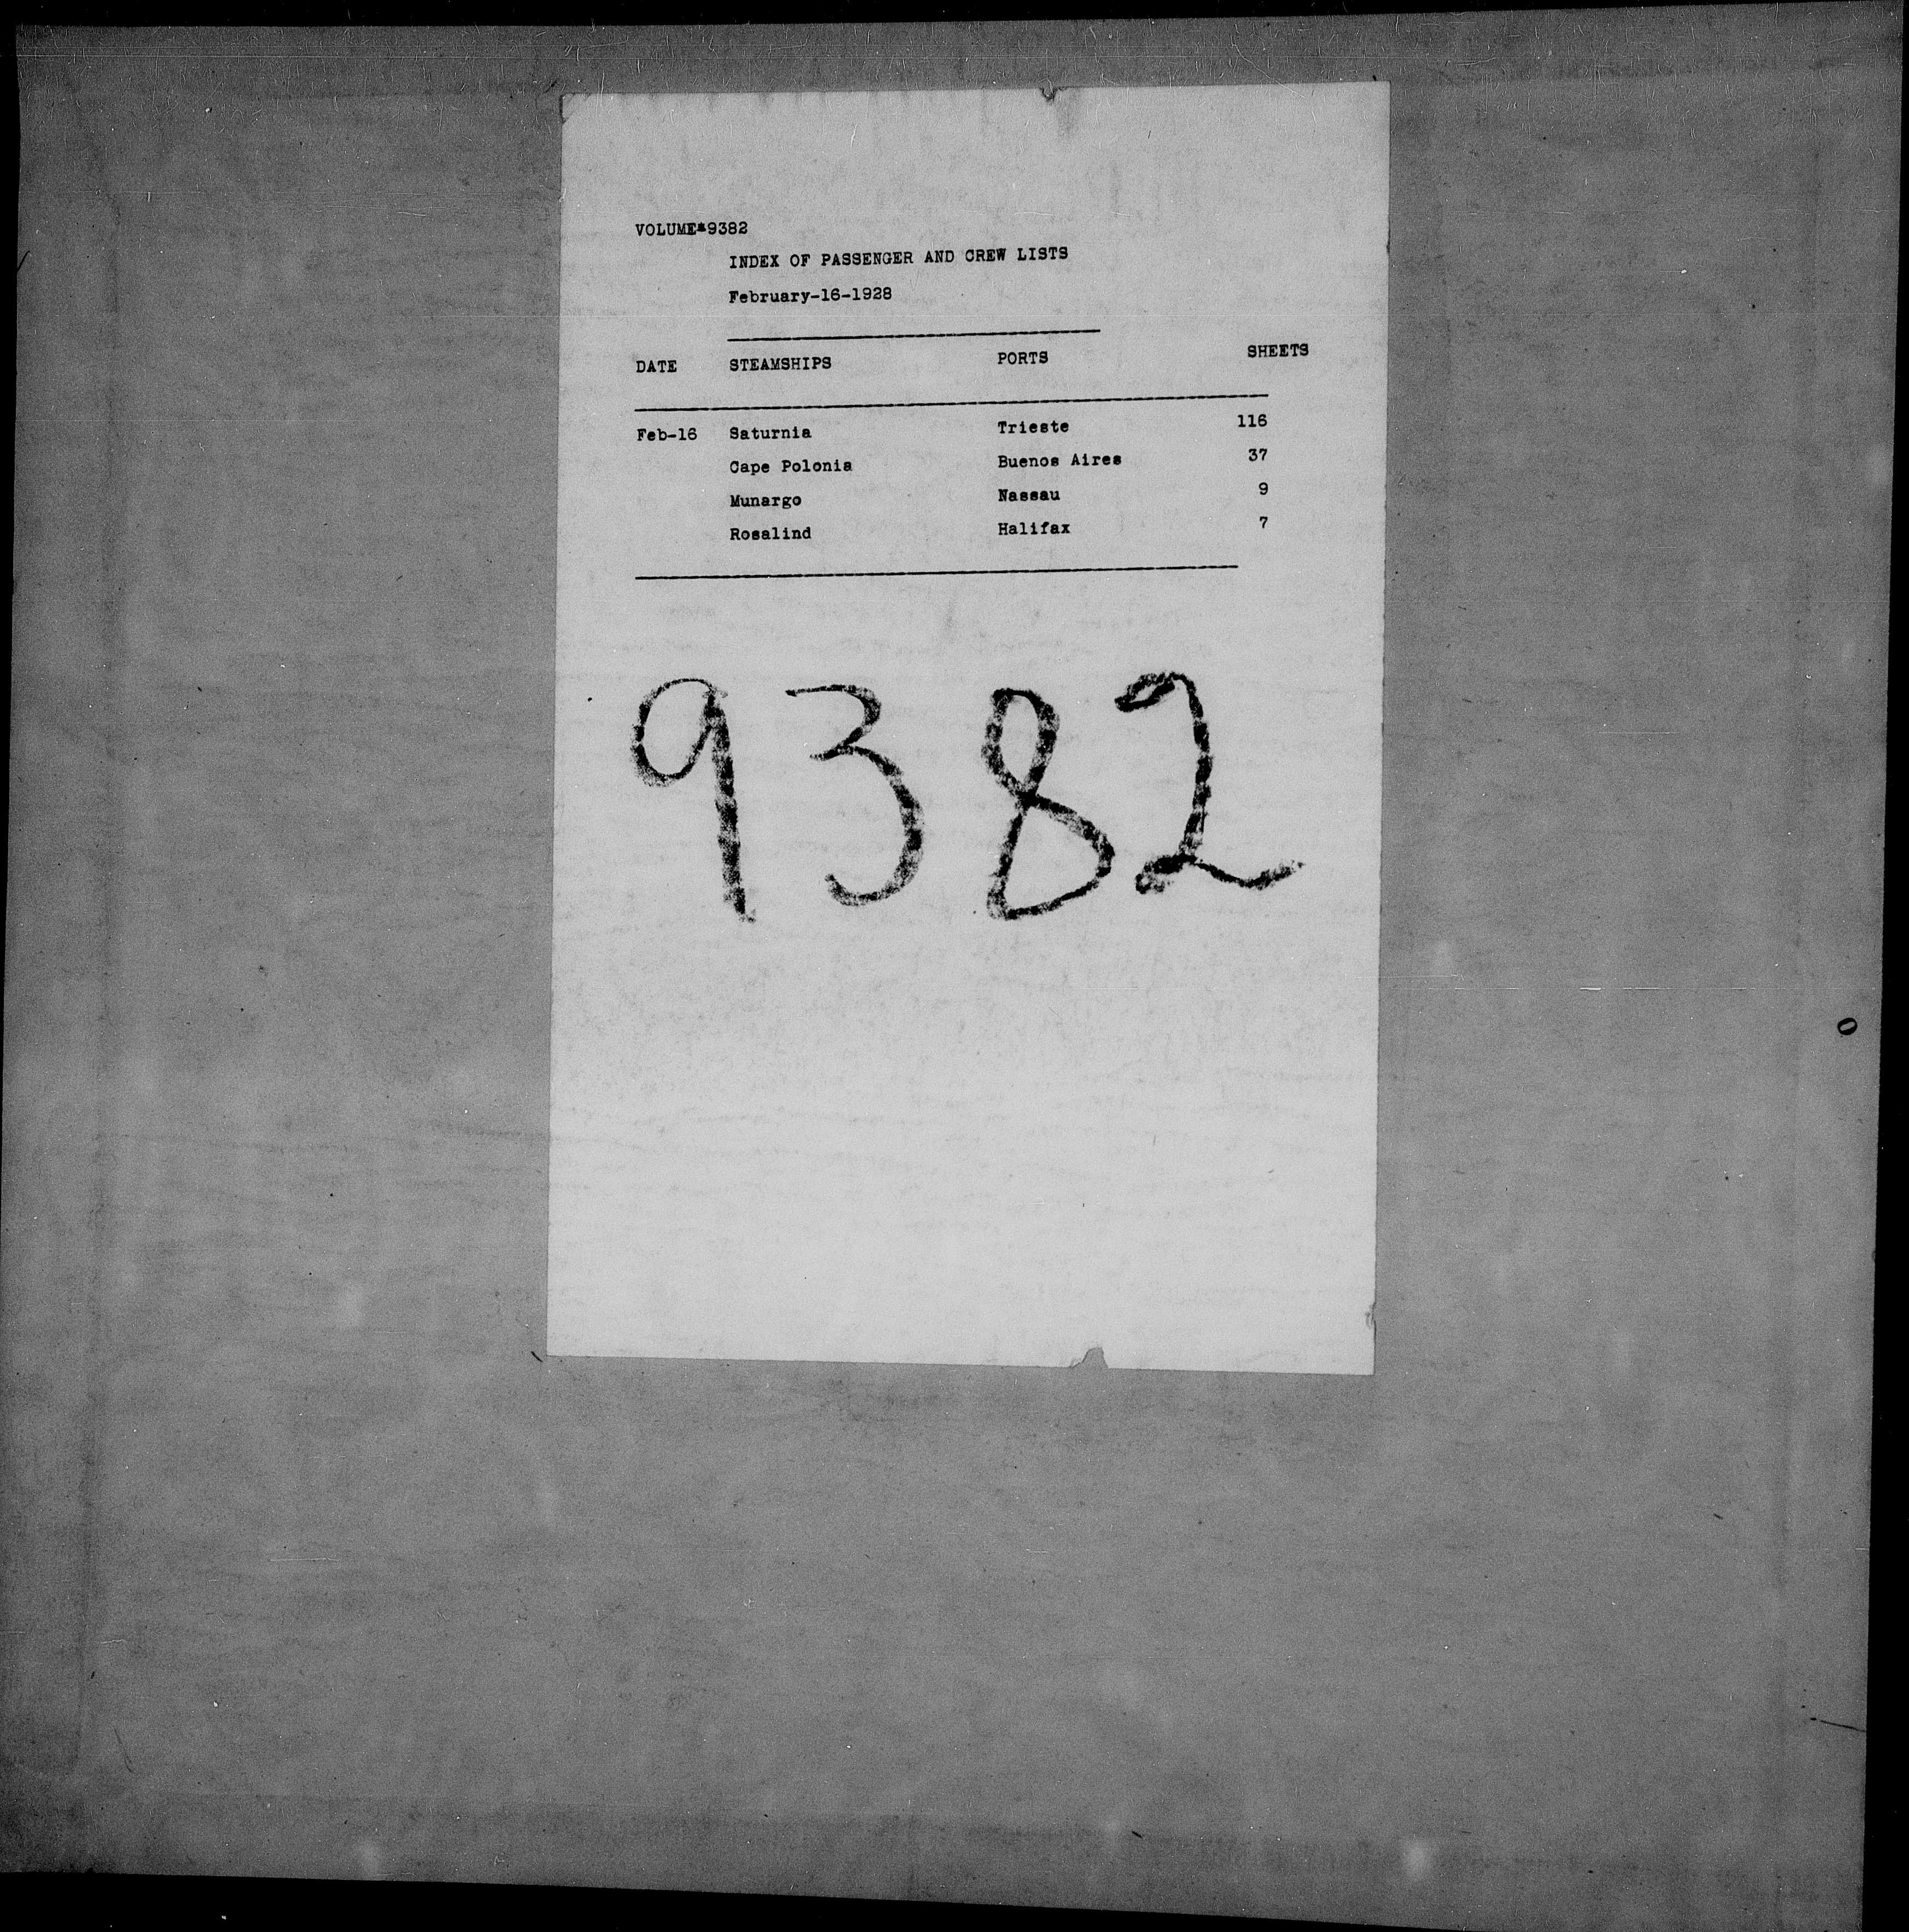 VOLUME*9382
INDEX OF PASSENGER AND CREW LISTS
February-16-1928
DATE STEAMSHIPS PORTS SHEETS
Feb-16 Saturnia Trieste 116
Cape Polonia Buenos Aires 37
Munargo Nassau 9
Rosalind Halifax 7
9382
0